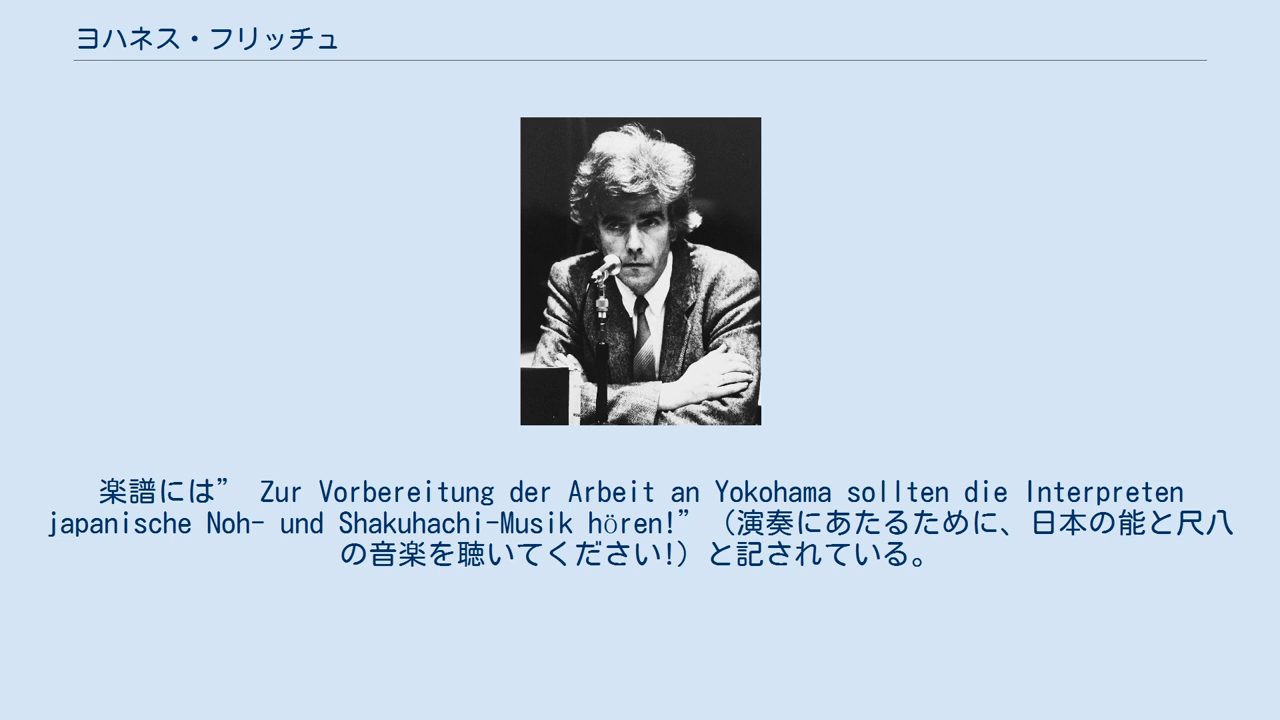 ヨハネス・フリッチュ
楽譜には” Zur Vorbereitung der Arbeit an Yokohama sollten die Interpreten
japanische Noh- und Shakuhachi-Musik hören!”（演奏にあたるために、日本の能と尺八
の音楽を聴いてください!）と記されている。